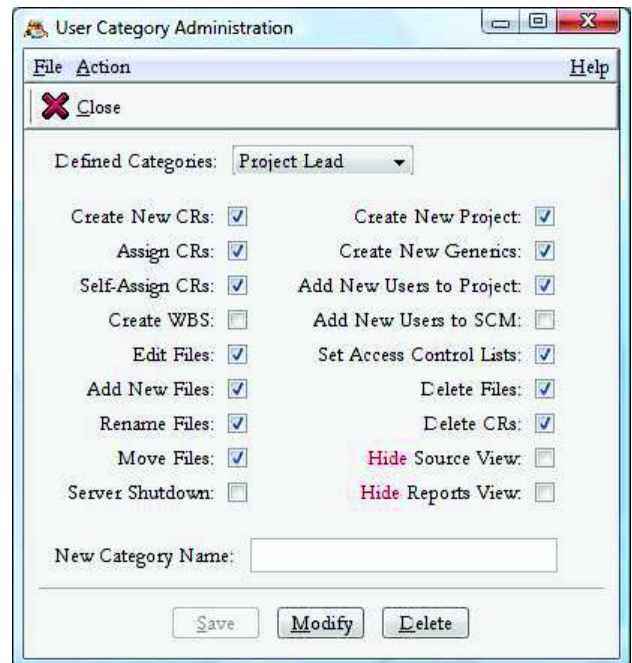 User Category Administration
File Action Help
Close
Defined Categories: Project Lead
Create New CRs: Create New Project:
Assign CRs: Create New Generics:
Self-Assign CRs: Add New Users to Project:
Create WBS: Add New Users to SCM:
Edit Files: Set Access Control Lists:
Add New Files: Delete Files:
Rename Files: Delete CRs:
Move Files: Hide Source View:
Server Shutdown: Hide Reports View:
New Category Name:
Save Modify Delete